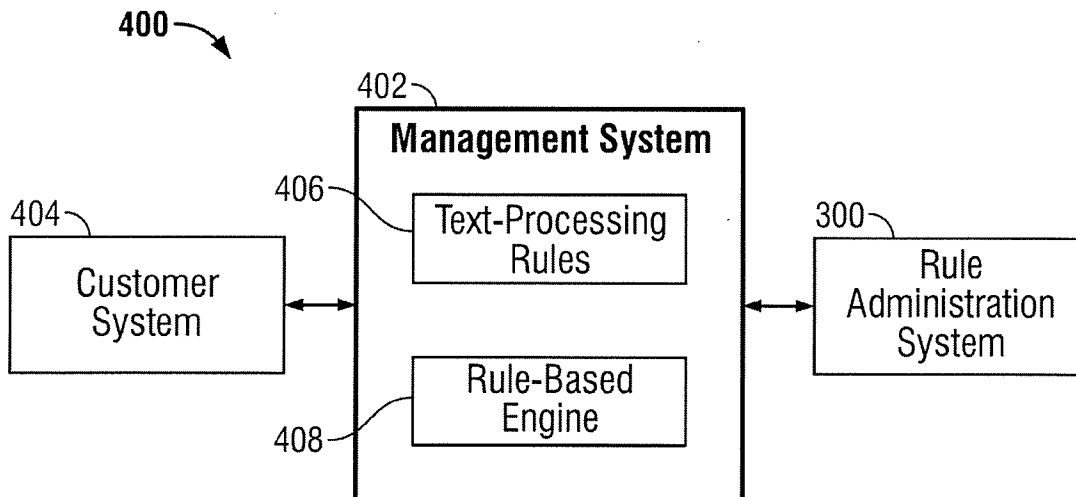 400
402
Management System
406
Text-Processing
Rules
404
Customer
System
300
Rule
Administration
System
Rule-Based
Engine
408